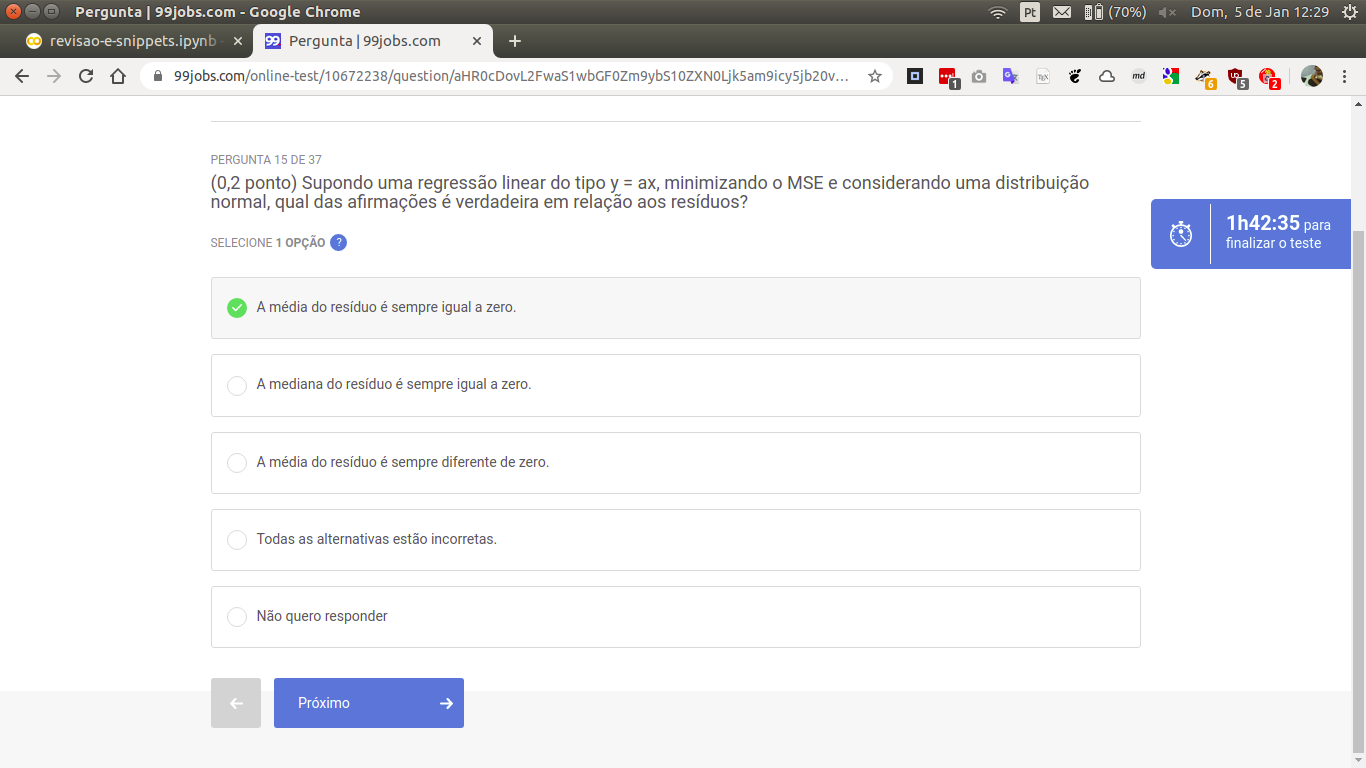 Pergunta | 99jobs.com - Google Chrome
Pt
(70%)
Dom, 5 de Jan 12:29
revisao-e-snippets.ipynb -
99
Pergunta | 99jobs.com
99jobs.com/online-test/10672238/question/aHR0cDovL2FwaS1wbGF0Zm9ybS10ZXN0Ljk5am9icy5jb20v...
1
md
6
5
2
PERGUNTA 15 DE 37
(0,2 ponto) Supondo uma regressão linear do tipo y = ax, minimizando o MSE e considerando uma distribuição
normal, qual das afirmações é verdadeira em relação aos resíduos?
1h42:35 para
finalizar o teste
SELECIONE 1 OPÇÃO ?
A média do resíduo é sempre igual a zero.
A mediana do resíduo é sempre igual a zero.
A média do resíduo é sempre diferente de zero.
Todas as alternativas estão incorretas.
Não quero responder
Próximo